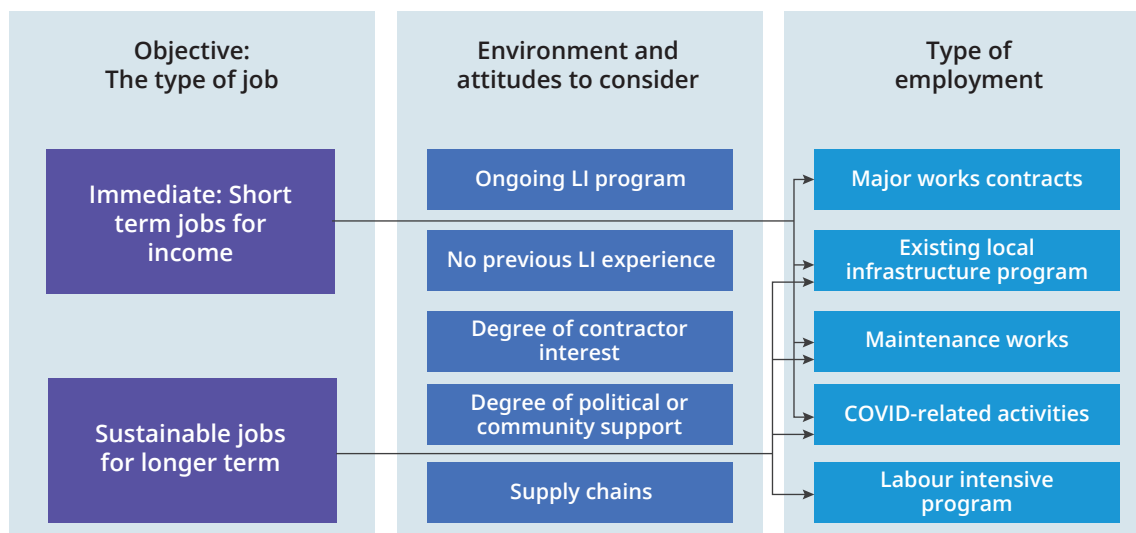 Objective:
The type of job
Immediate: Short
term jobs for
income
Sustainable jobs
for longer term
Environment and
attitudes to consider
Ongoing LI program
No previous LI experience
Degree of contractor
interest
Degree of political or
community support
Supply chains
Type of
employment
Major works contracts
Existing local
infrastructure program
Maintenance works
COVID-related activities
Labour intensive
program